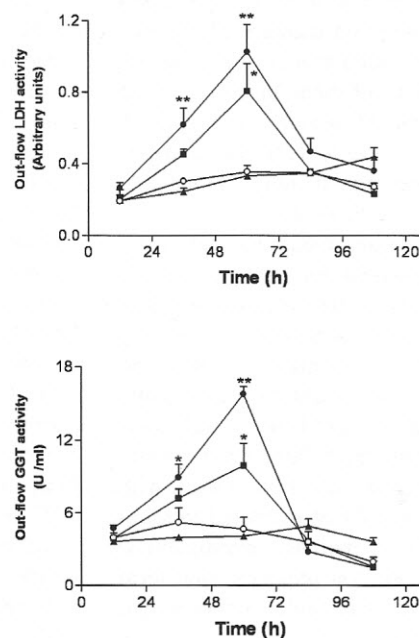 Out-flow LDH activity
(Arbitrary units)
1.2
0.8
0.4
0.0
**
**
*
0 24 48 72 96 120
Time (h)
Out-flow GGT activity
(U /ml)
18
12
6
0
**
*
*
0 24 48 72 96 120
Time (h)